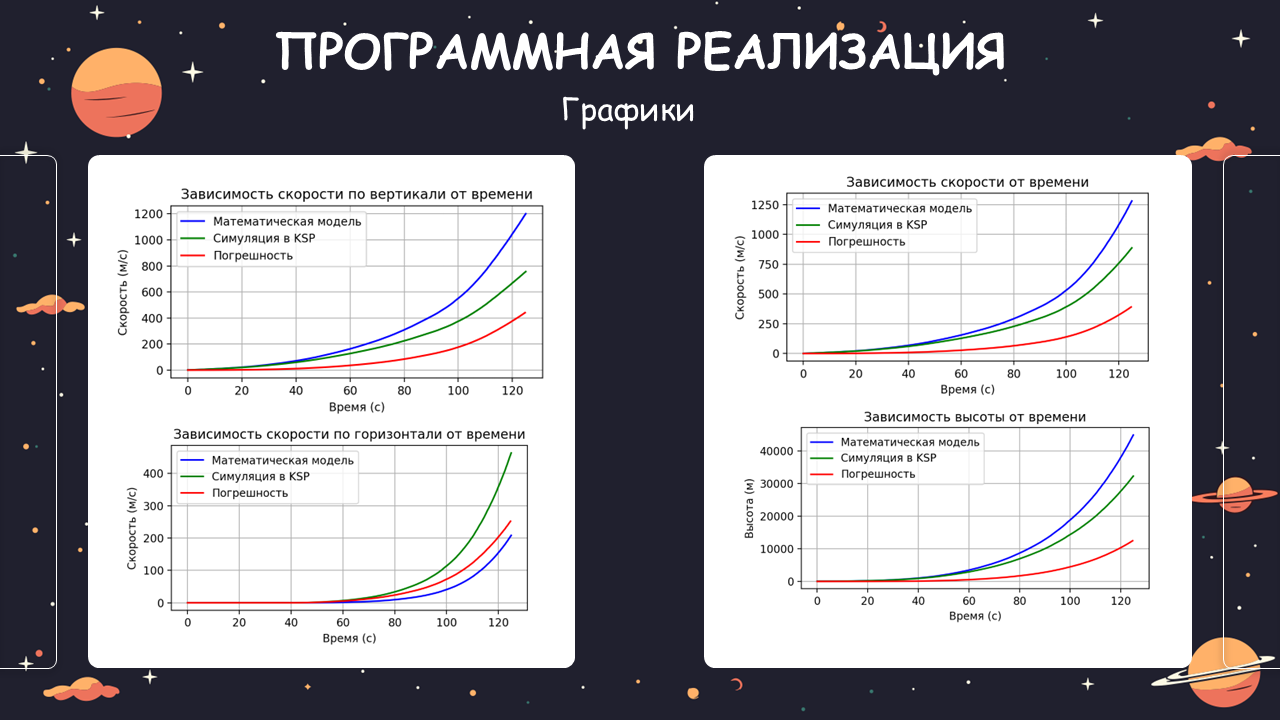 ПРОГРАММНАЯ РЕАЛИЗАЦИЯ
Графики
Зависимость скорости по вертикали от времени
Математическая модель
Симуляция в KSP
Погрешность
Скорость (м/с)
1200
1000
800
600
400
200
0
0 20 40 60 80 100 120
Время (с)
Зависимость скорости по горизонтали от времени
Математическая модель
Симуляция в KSP
Погрешность
Скорость (м/с)
400
300
200
100
0
0 20 40 60 80 100 120
Время (с)
Зависимость скорости от времени
Математическая модель
Симуляция в KSP
Погрешность
Скорость (м/с)
1250
1000
750
500
250
0
0 20 40 60 80 100 120
Время (с)
Зависимость высоты от времени
Математическая модель
Симуляция в KSP
Погрешность
Высота (м)
40000
30000
20000
10000
0
0 20 40 60 80 100 120
Время (с)